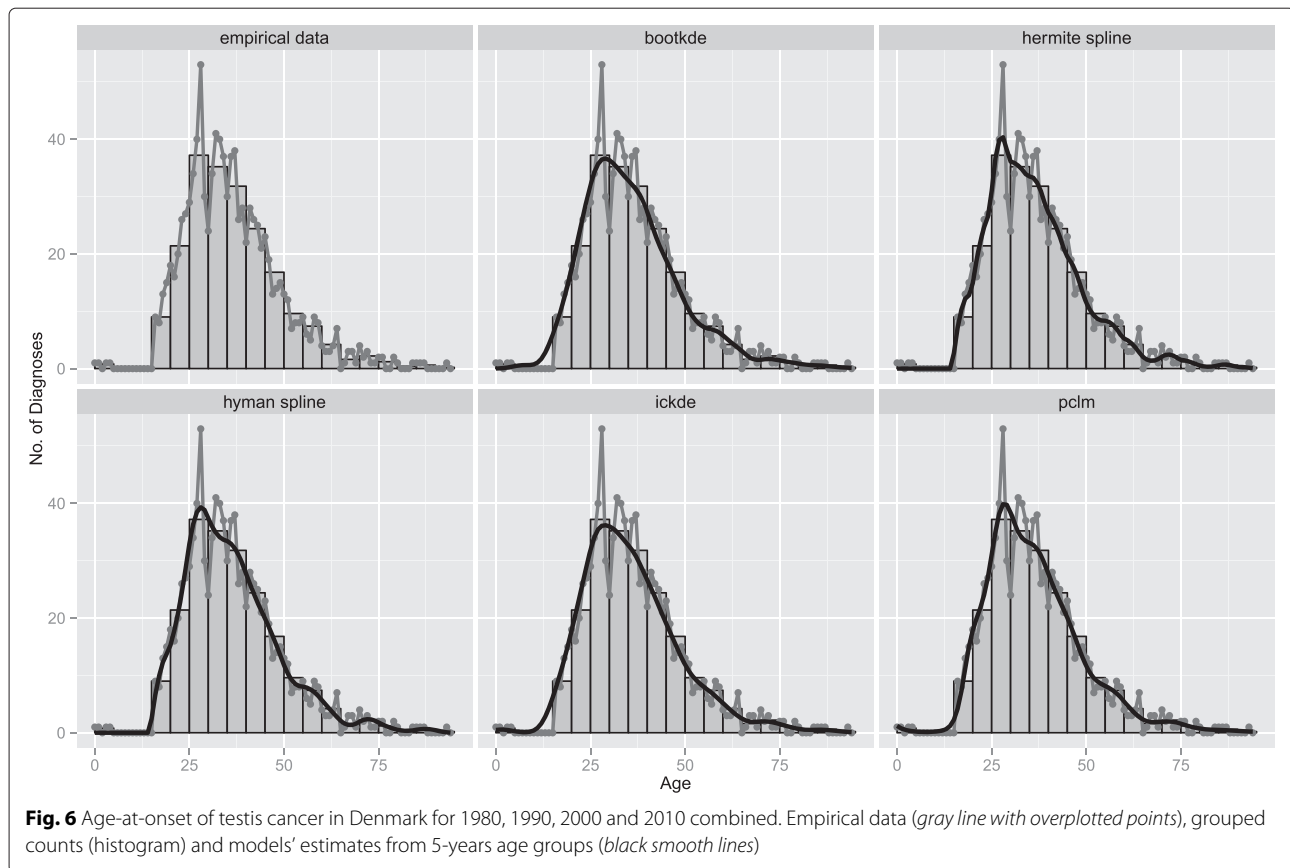 empirical data
bootkde
hermite spline
40
20
0
No. of Diagnoses
hyman spline
ickde
pclm
40
20
0
0 25 50 75
0 25 50 75
0 25 50 75
Age
Fig. 6 Age-at-onset of testis cancer in Denmark for 1980, 1990, 2000 and 2010 combined. Empirical data (gray line with overplotted points), grouped
counts (histogram) and models’ estimates from 5-years age groups (black smooth lines)